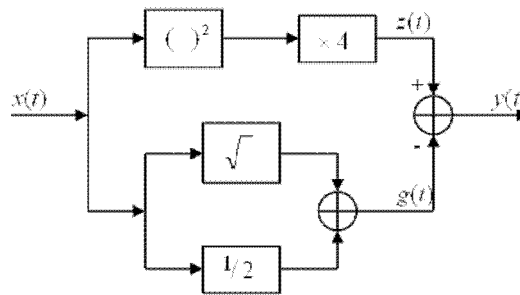 ( )²
×4
z(t)
x(t)
+
y(t
√
-
g(t)
1/2